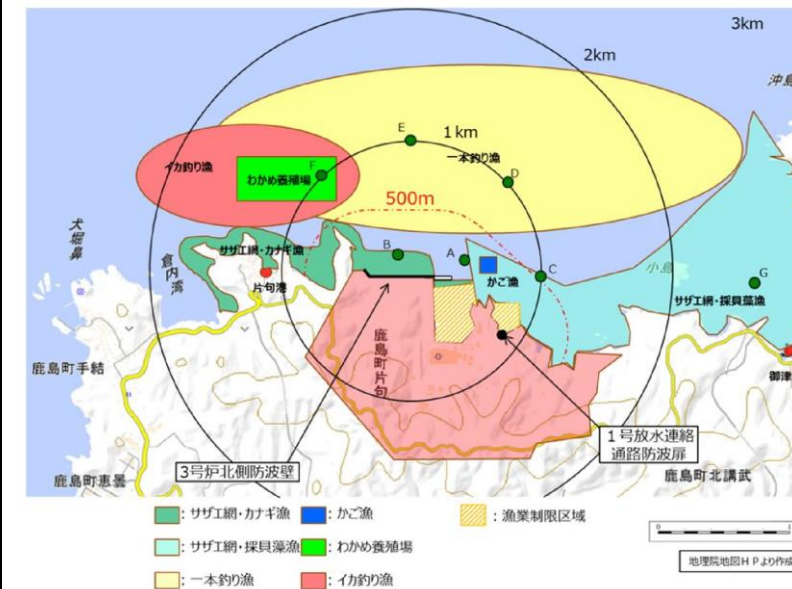 3km
2km
沖島
E
1km
一本釣り漁
イカ釣り漁
F
わかめ養殖場
D
500m
犬堀鼻
倉内湾
サザエ網・カナギ漁
B
A
片句港
かご漁
C
小島
G
サザエ網・採貝藻漁
鹿島町片句
鹿島町手結
御津
3号炉北側防波壁
1号放水連絡
通路防波扉
鹿島町恵曇
鹿島町北講武
：サザエ網・カナギ漁
：かご漁
：漁業制限区域
：サザエ網・採貝藻漁
：わかめ養殖場
：一本釣り漁
：イカ釣り漁
0
地理院地図HPより作成